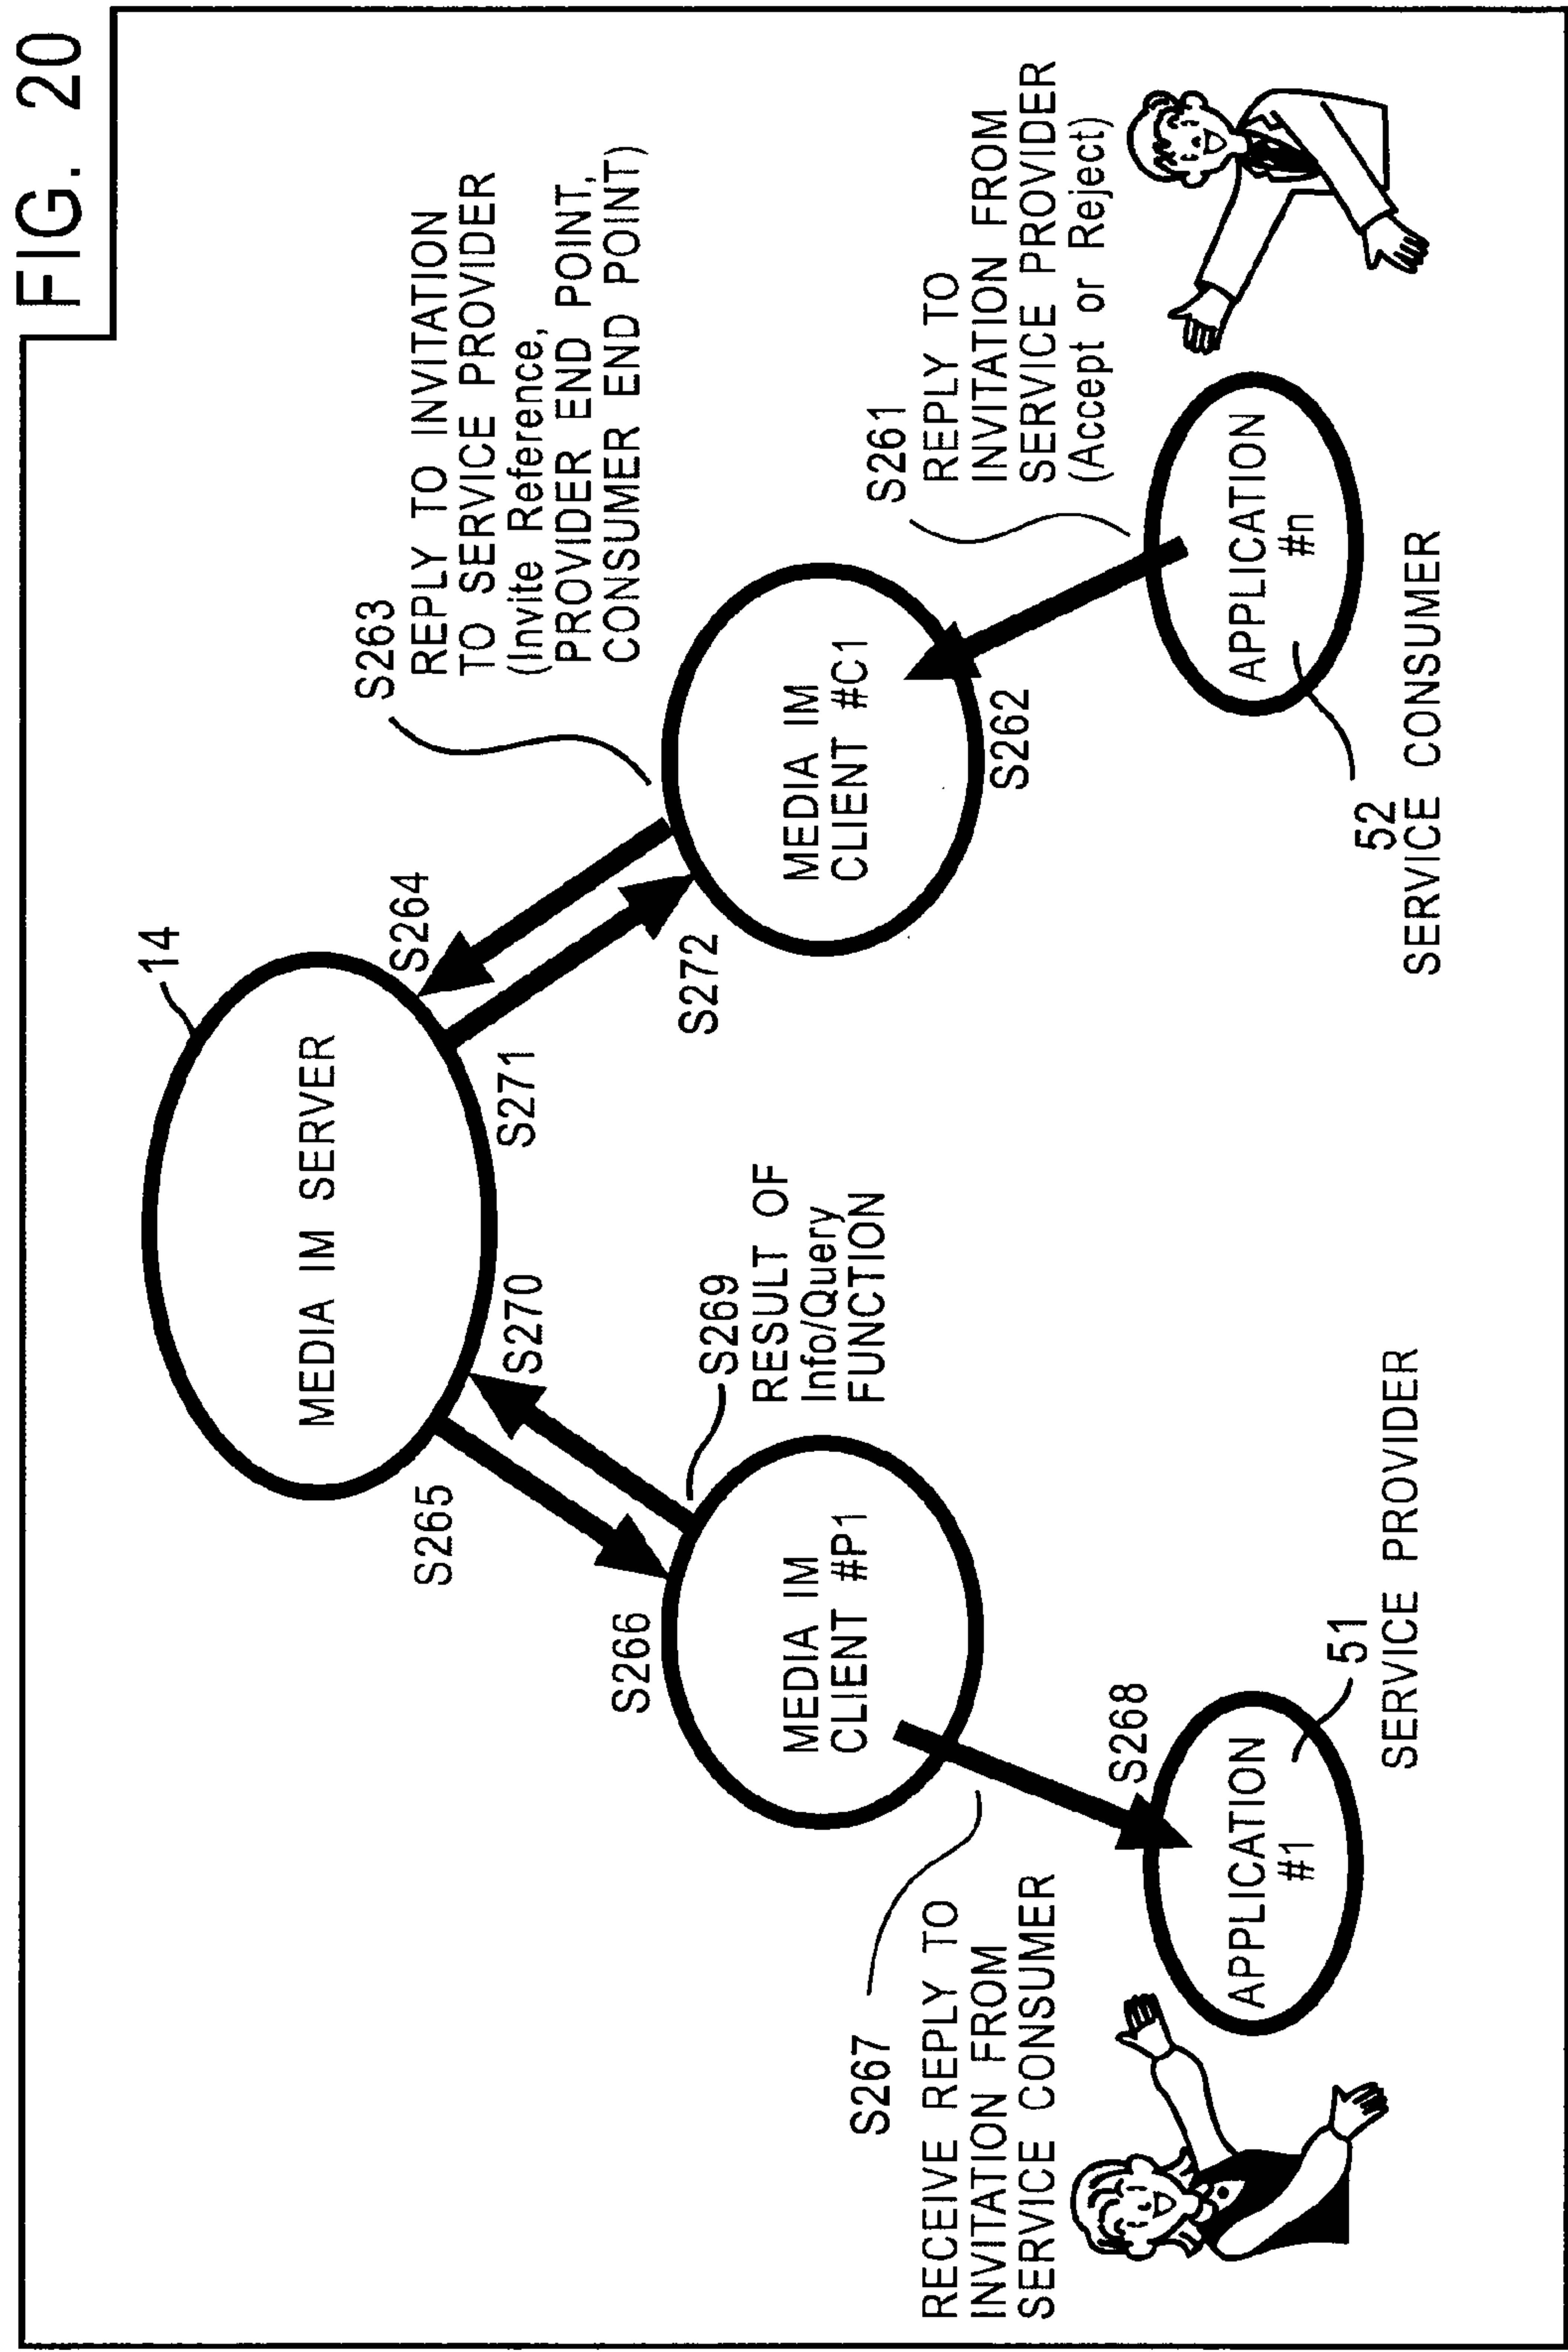 FIG. 20
14
MEDIA IM SERVER
S265
S270
S271
S264
S263
REPLY TO INVITATION
TO SERVICE PROVIDER
(Invite Reference,
PROVIDER END POINT,
CONSUMER END POINT)
S266
S269
RESULT OF
Info/Query
FUNCTION
S272
MEDIA IM
CLIENT #P1
MEDIA IM
CLIENT #C1
S262
S267
RECEIVE REPLY TO
INVITATION FROM
SERVICE CONSUMER
S261
REPLY TO
INVITATION FROM
SERVICE PROVIDER
(Accept or Reject)
S268
APPLICATION
#1
51
SERVICE PROVIDER
APPLICATION
#n
52
SERVICE CONSUMER